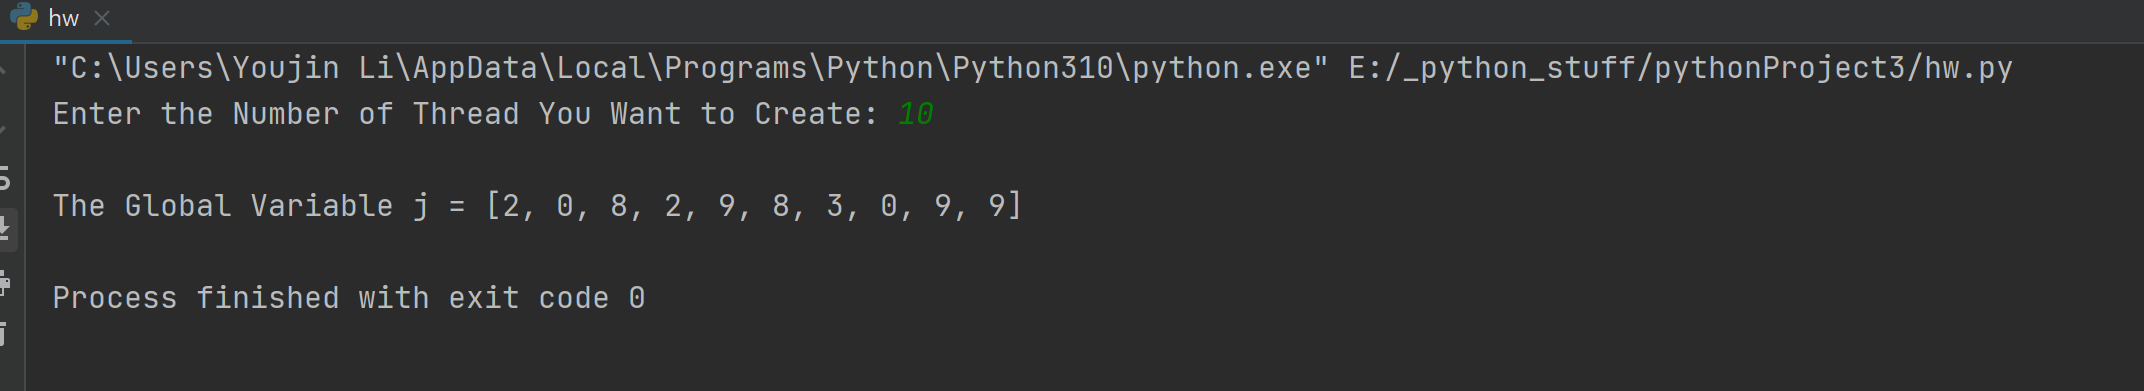 hw
"C:\Users\Youjin Li\AppData\Local\Programs\Python\Python310\python.exe" E:/_python_stuff/pythonProject3/hw.py
Enter the Number of Thread You Want to Create: 10
The Global Variable j = [2, 0, 8, 2, 9, 8, 3, 0, 9, 9]
Process finished with exit code 0